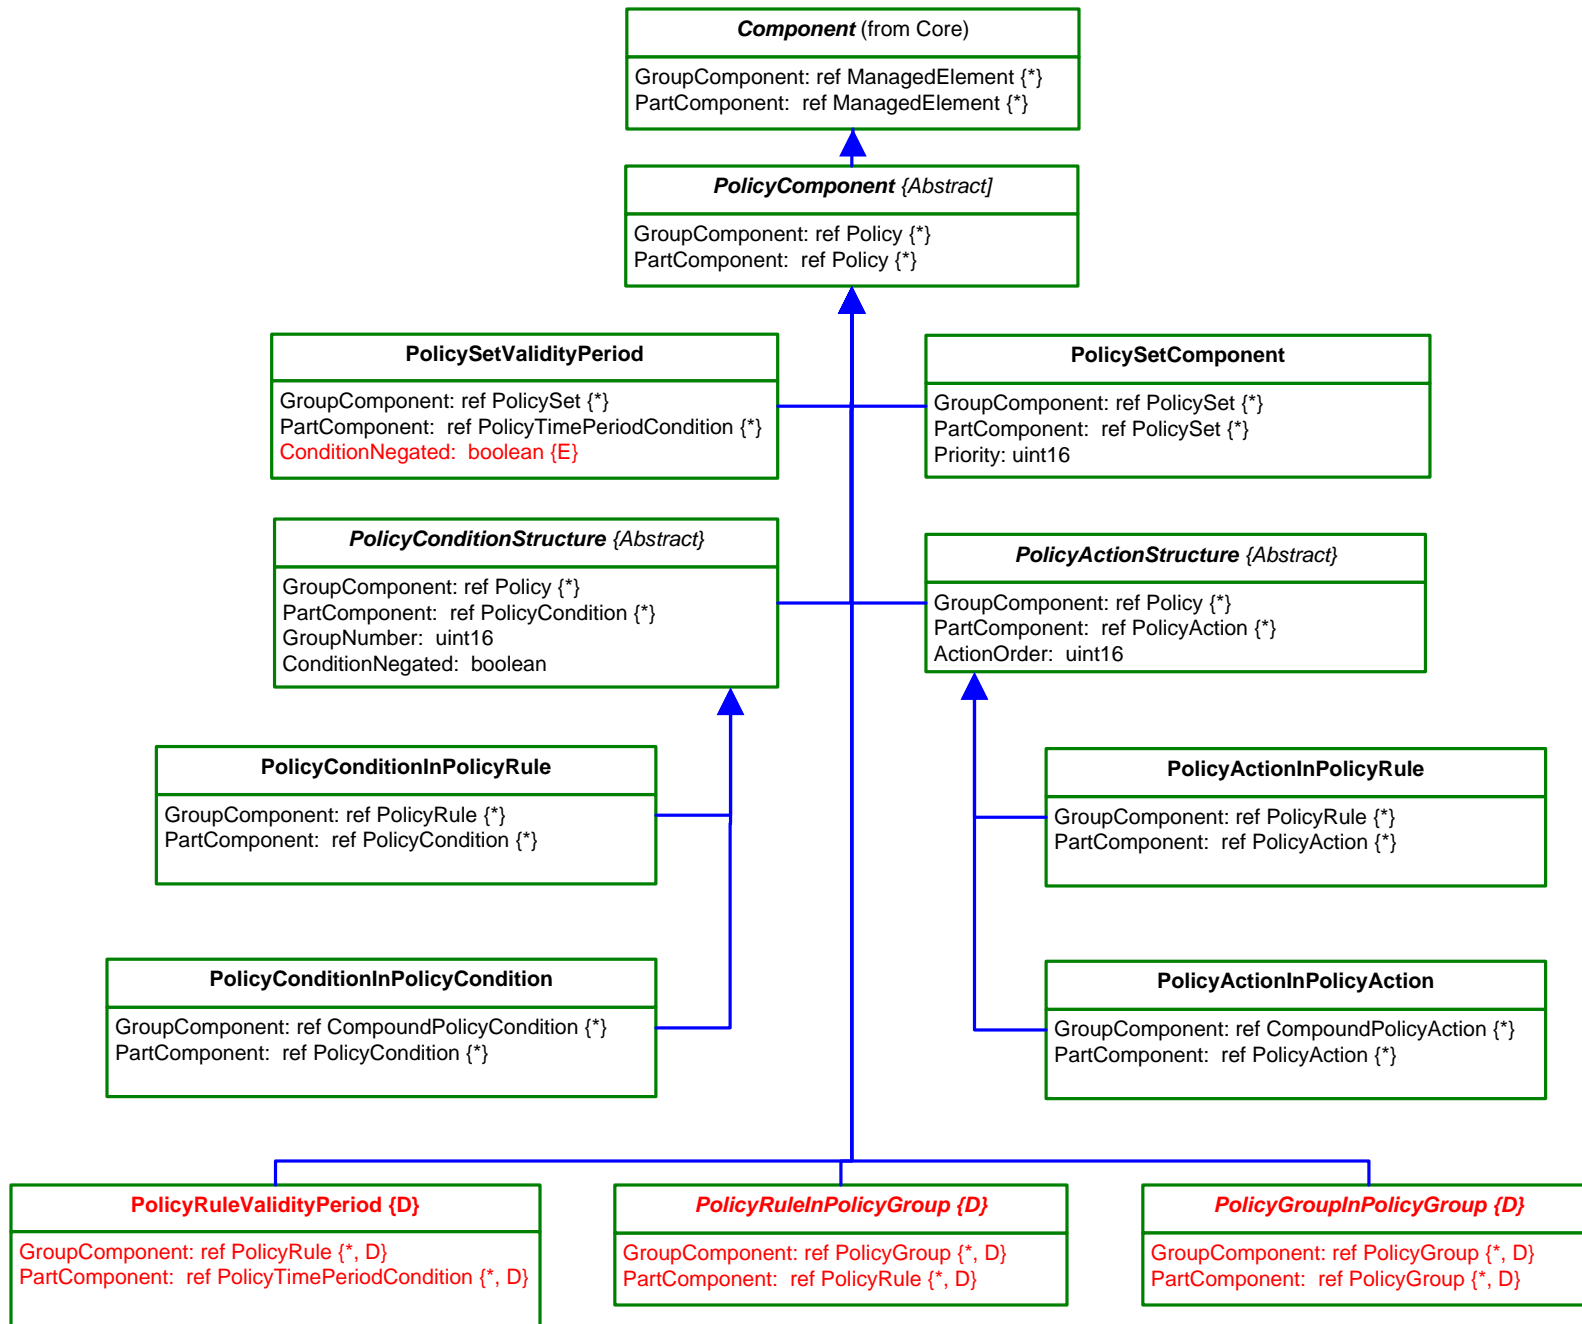 Component (from Core)
GroupComponent: ref ManagedElement {*}
PartComponent:  ref ManagedElement {*}
PolicyComponent {Abstract]
GroupComponent: ref Policy {*}
PartComponent:  ref Policy {*}
PolicySetValidityPeriod
GroupComponent: ref PolicySet {*}
PartComponent:  ref PolicyTimePeriodCondition {*}
ConditionNegated:  boolean {E}
PolicySetComponent
GroupComponent: ref PolicySet {*}
PartComponent:  ref PolicySet {*}
Priority: uint16
PolicyConditionStructure {Abstract}
GroupComponent: ref Policy {*}
PartComponent:  ref PolicyCondition {*}
GroupNumber:  uint16
ConditionNegated:  boolean
PolicyActionStructure {Abstract}
GroupComponent: ref Policy {*}
PartComponent:  ref PolicyAction {*}
ActionOrder:  uint16
PolicyConditionInPolicyRule
GroupComponent: ref PolicyRule {*}
PartComponent:  ref PolicyCondition {*}
PolicyActionInPolicyRule
GroupComponent: ref PolicyRule {*}
PartComponent:  ref PolicyAction {*}
PolicyConditionInPolicyCondition
GroupComponent: ref CompoundPolicyCondition {*}
PartComponent:  ref PolicyCondition {*}
PolicyActionInPolicyAction
GroupComponent: ref CompoundPolicyAction {*}
PartComponent:  ref PolicyAction {*}
PolicyRuleValidityPeriod {D}
GroupComponent: ref PolicyRule {*, D}
PartComponent:  ref PolicyTimePeriodCondition {*, D}
PolicyRuleInPolicyGroup {D}
GroupComponent: ref PolicyGroup {*, D}
PartComponent:  ref PolicyRule {*, D}
PolicyGroupInPolicyGroup {D}
GroupComponent: ref PolicyGroup {*, D}
PartComponent:  ref PolicyGroup {*, D}